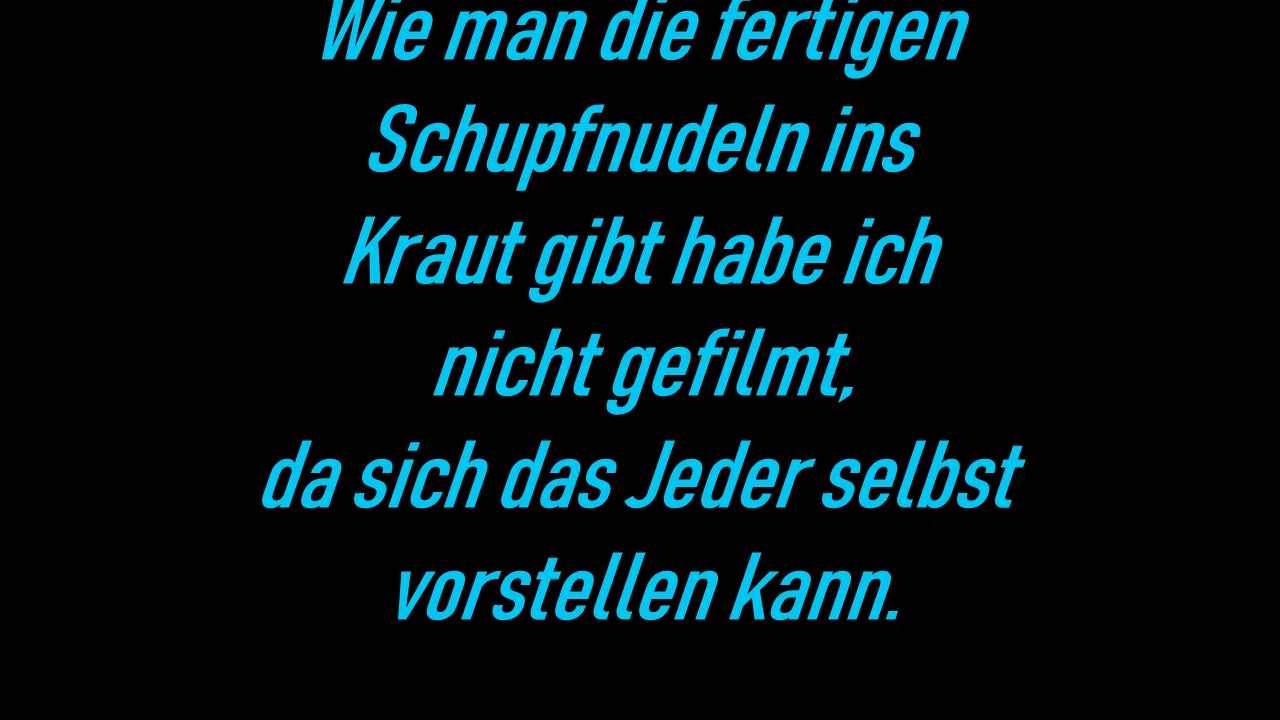 Wie man die fertigen
Schupfnudeln ins
Kraut gibt habe ich
nicht gefilmt,
da sich das Jeder selbst
vorstellen kann.